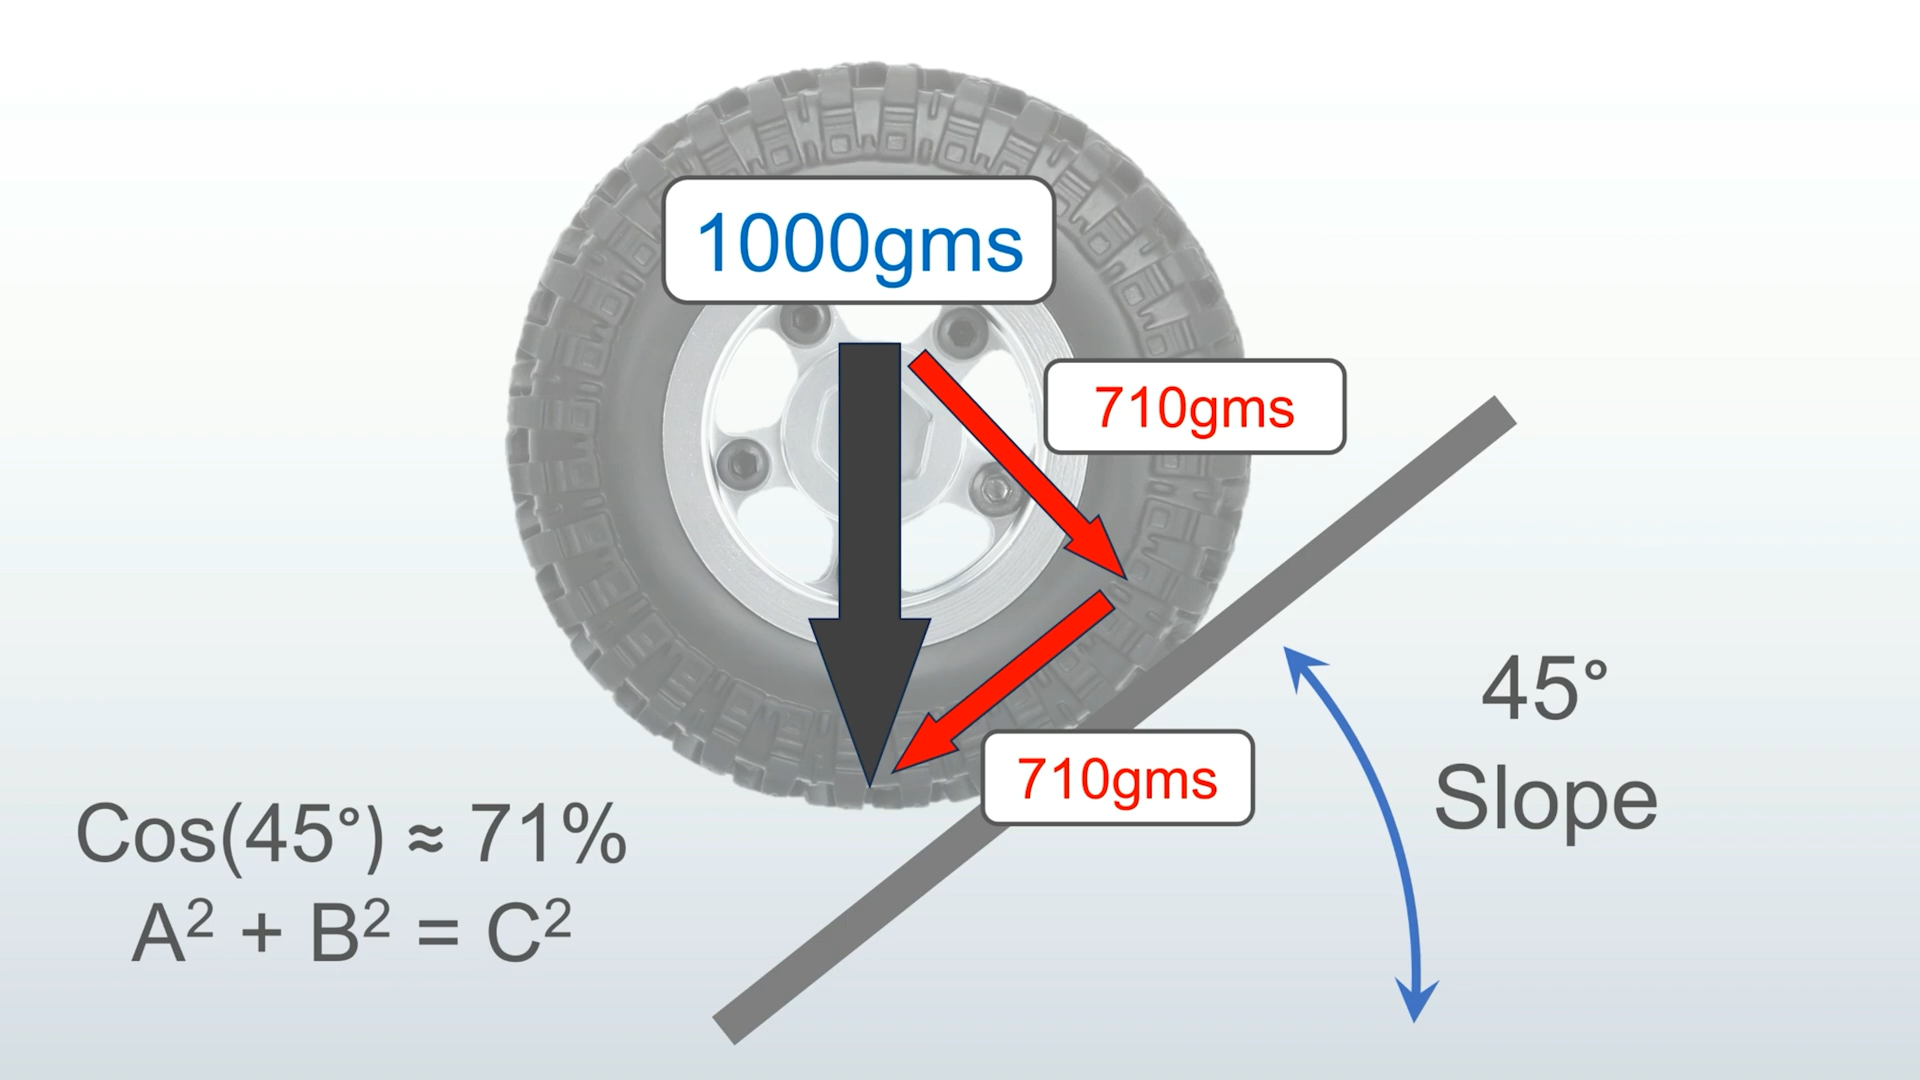 1000gms
710gms
710gms
45°
Slope
Cos(45°) ≈ 71%
A² + B² = C²